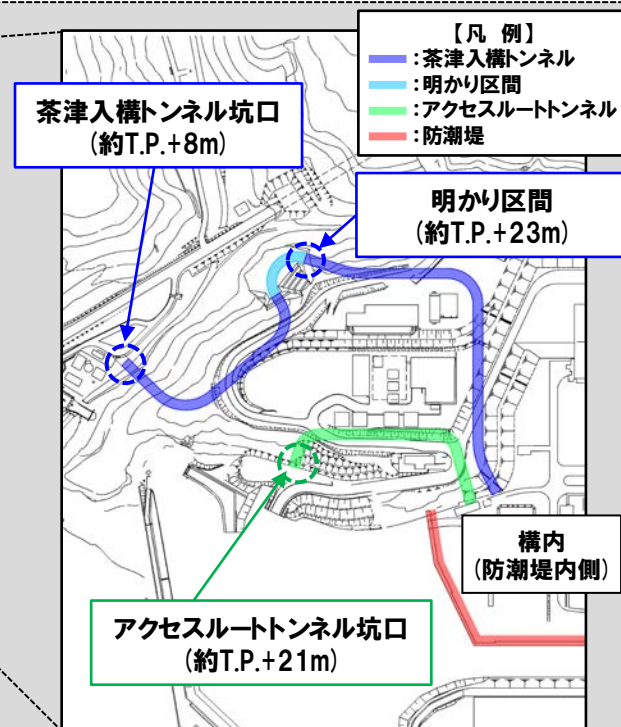 【凡 例】
:茶津入構トンネル
:明かり区間
:アクセスルートトンネル
:防潮堤
茶津入構トンネル坑口
(約T.P.+8m)
明かり区間
(約T.P.+23m)
構内
(防潮堤内側)
アクセスルートトンネル坑口
(約T.P.+21m)